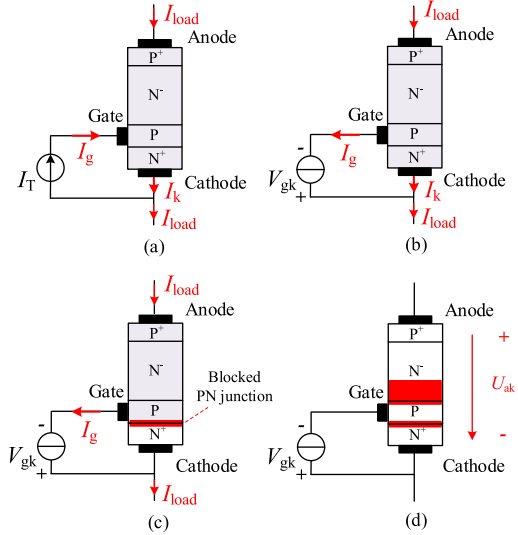 I_load
Anode
P⁺
N⁻
Gate
P
I_g
N⁺
I_T
I_k
Cathode
I_load
(a)
I_load
Anode
P⁺
N⁻
Gate
P
-
I_g
N⁺
V_gk
+
I_k
Cathode
I_load
(b)
I_load
Anode
P⁺
N⁻
Blocked
PN junction
Gate
P
-
I_g
N⁺
V_gk
+
Cathode
I_load
(c)
Anode
P⁺
+
N⁻
U_ak
Gate
P
-
N⁺
-
V_gk
+
Cathode
(d)